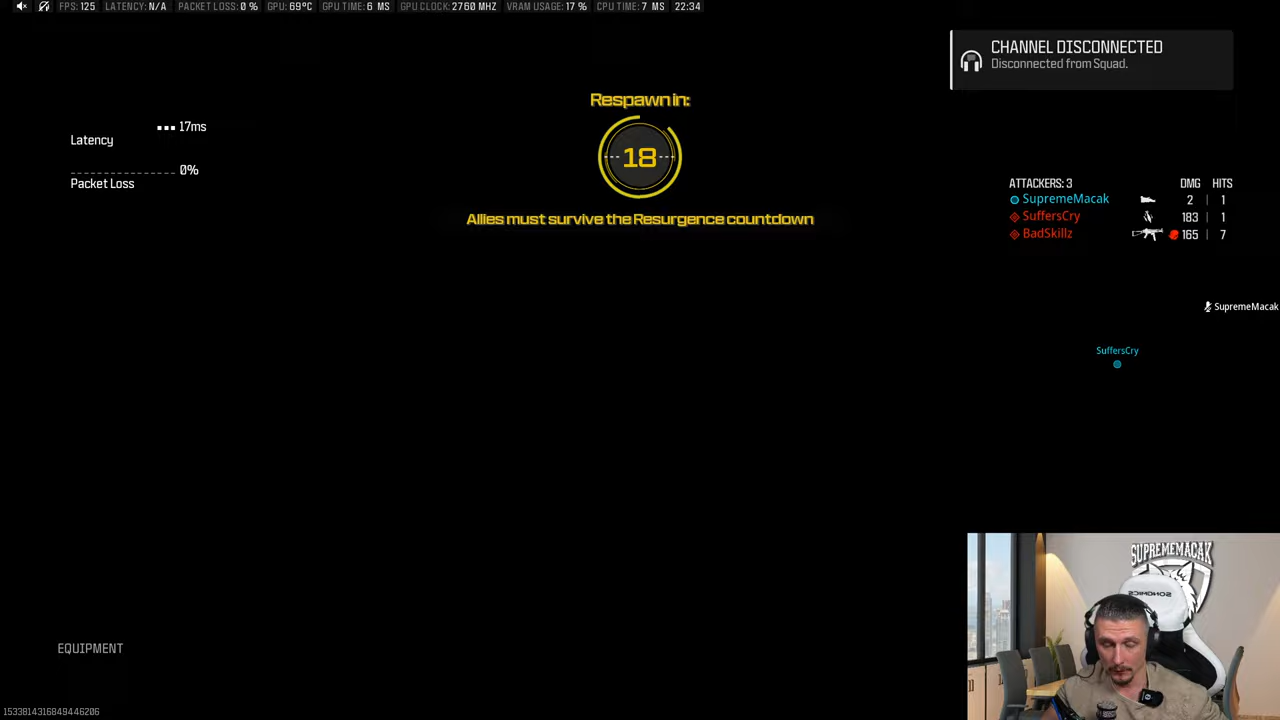 FPS: 125 LATENCY: N/A PACKET LOSS: 0 % GPU: 69°C GPU TIME: 6 MS GPU CLOCK: 2760 MHZ VRAM USAGE: 17 % CPU TIME: 7 MS 22:34
CHANNEL DISCONNECTED
Disconnected from Squad.
Respawn in:
18
Allies must survive the Resurgence countdown
17ms
Latency
0%
Packet Loss
ATTACKERS: 3 DMG HITS
SupremeMacak 2 | 1
SuffersCry 183 | 1
BadSkillz 165 | 7
SupremeMacak
SuffersCry
SUPREMEMACAK
SONOMICS
EQUIPMENT
1533814316849446206